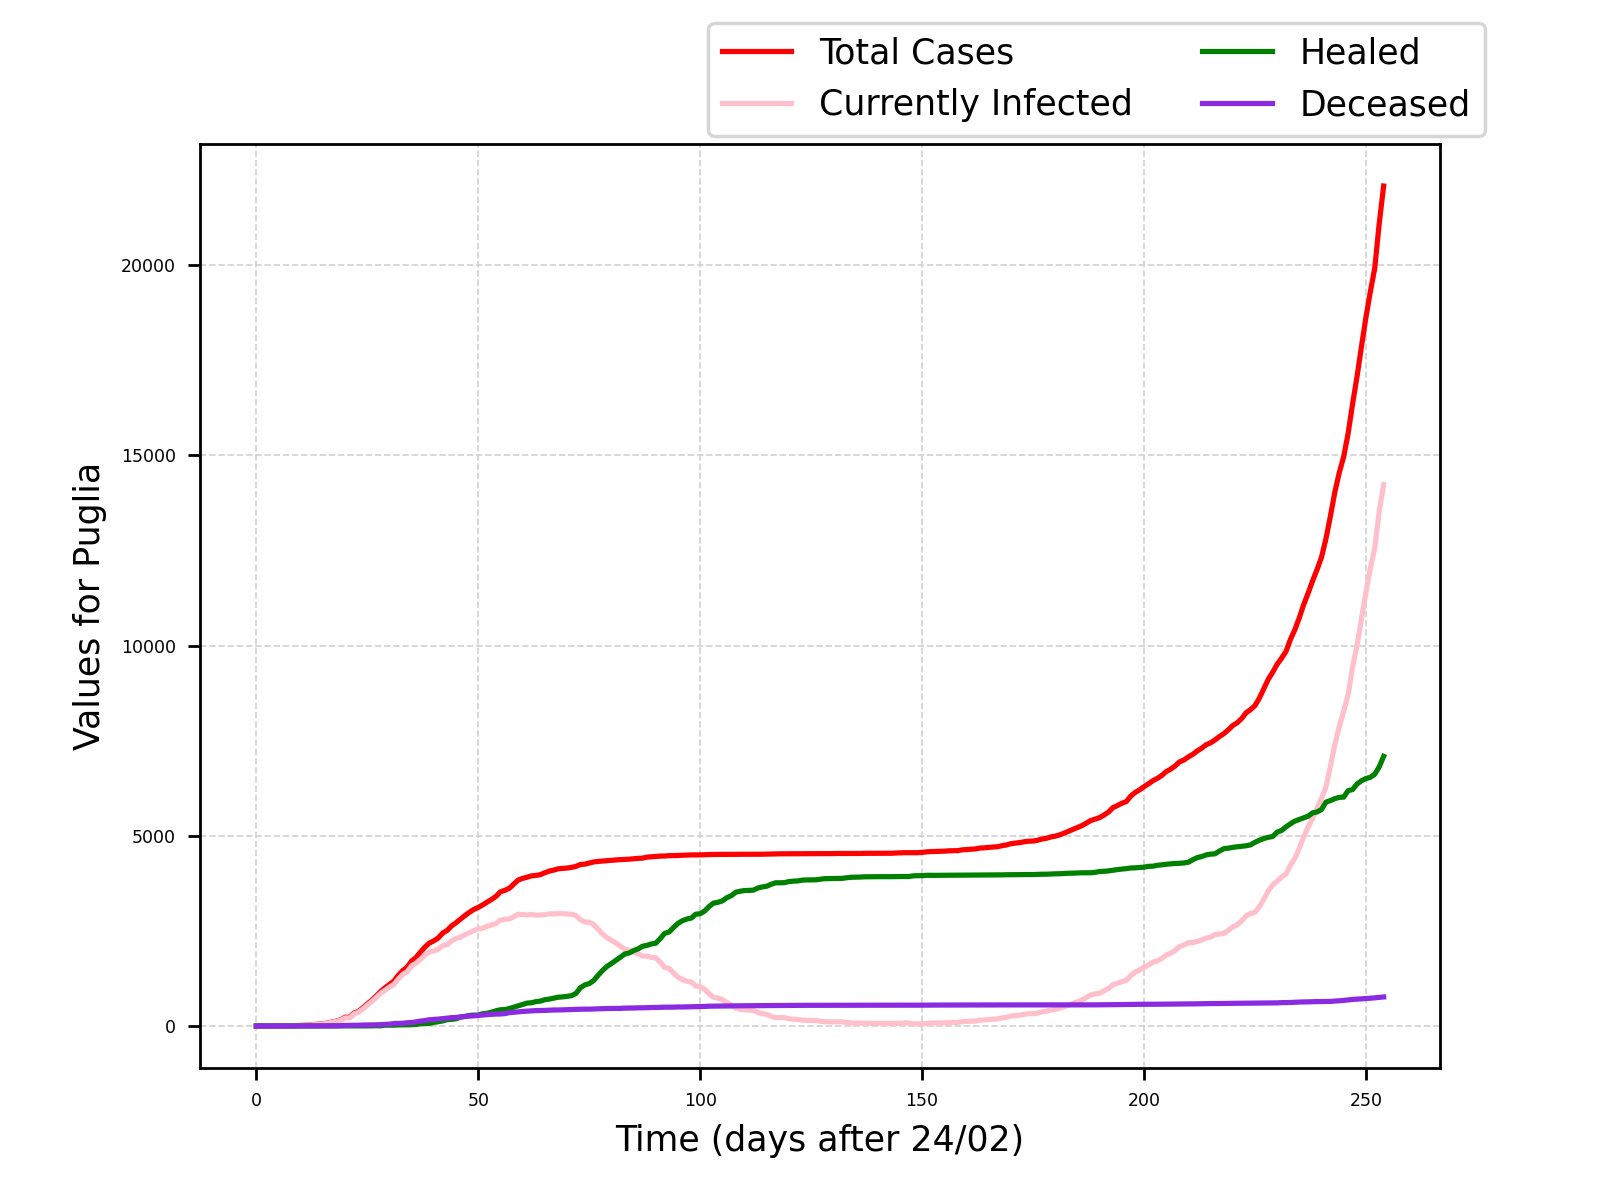 Total Cases
Currently Infected
Healed
Deceased
Values for Puglia
20000
15000
10000
5000
0
0 50 100 150 200 250
Time (days after 24/02)